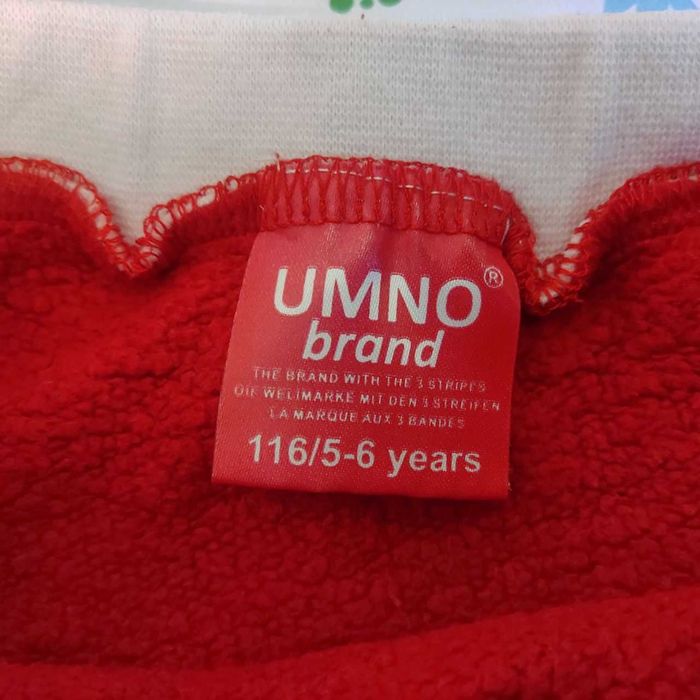 UMNO®
brand
THE BRAND WITH THE 3 STRIPES
DIE WELTMARKE MIT DEN 3 STREIFEN
LA MARQUE AUX 3 BANDES
116/5-6 years